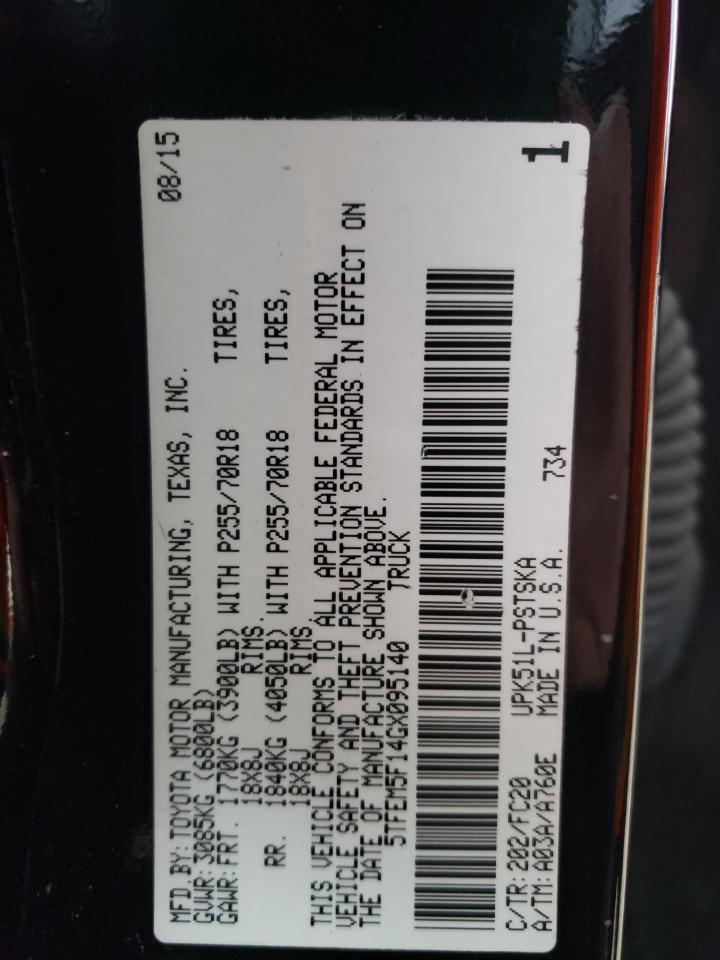 MFD.BY: TOYOTA MOTOR MANUFACTURING, TEXAS, INC. 08/15
GVWR: 3085KG (6800LB)
GAWR: FRT. 1770KG (3900LB) WITH P255/70R18 TIRES,
18X8J RIMS.
RR. 1840KG (4050LB) WITH P255/70R18 TIRES,
18X8J RIMS.
THIS VEHICLE CONFORMS TO ALL APPLICABLE FEDERAL MOTOR
VEHICLE SAFETY AND THEFT PREVENTION STANDARDS IN EFFECT ON
THE DATE OF MANUFACTURE SHOWN ABOVE.
5TFEM5F14GX095140 TRUCK
C/TR: 202/FC20 UPK51L-PSTSKA
A/TM: A03A/A760E MADE IN U.S.A. 734
1